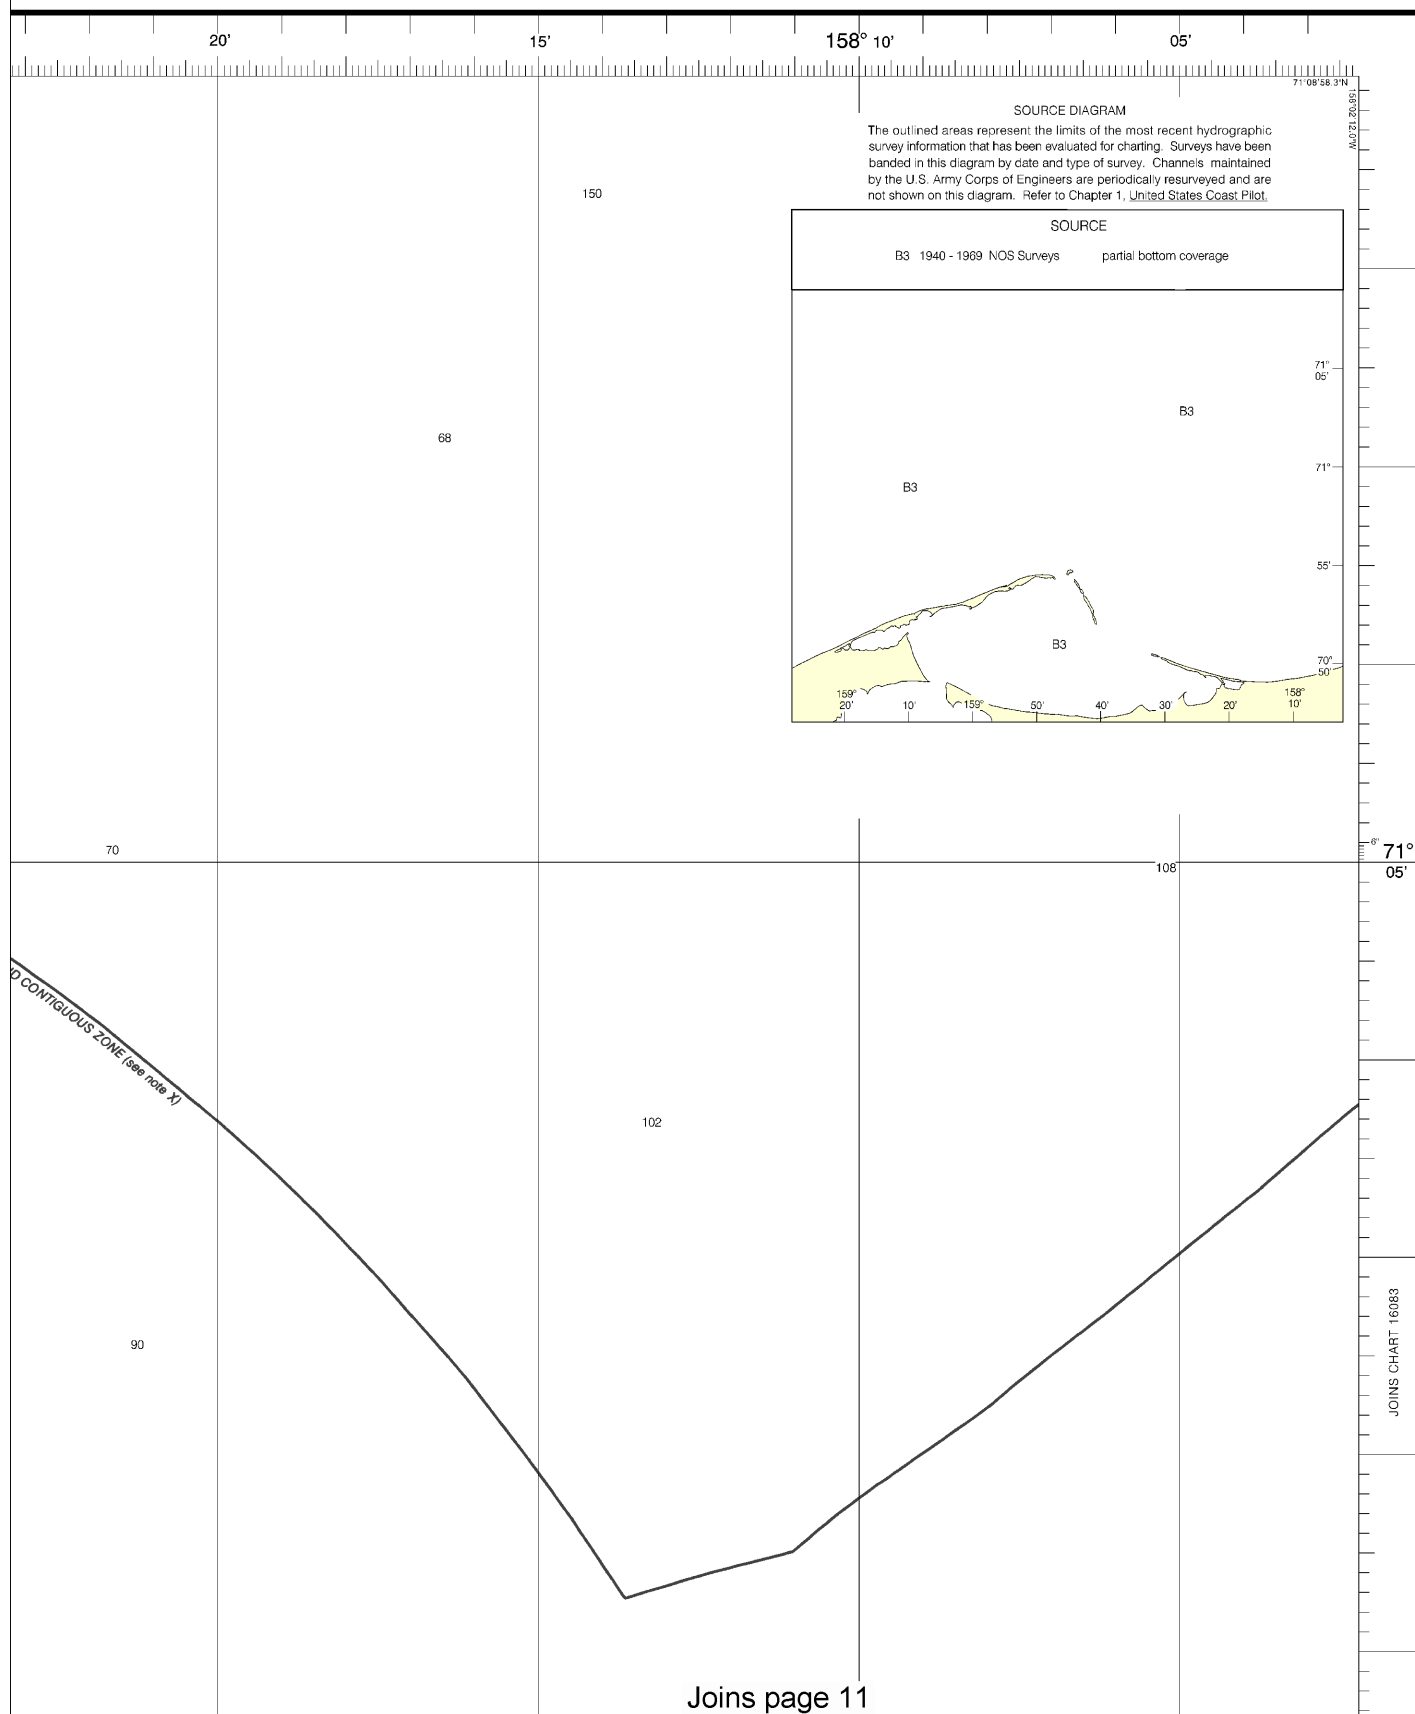 20' 15' 158° 10' 05'
71°08'58.3"N
158°02'12.0"W
SOURCE DIAGRAM
The outlined areas represent the limits of the most recent hydrographic
survey information that has been evaluated for charting. Surveys have been
banded in this diagram by date and type of survey. Channels maintained
by the U.S. Army Corps of Engineers are periodically resurveyed and are
not shown on this diagram. Refer to Chapter 1, United States Coast Pilot.
150
SOURCE
B3 1940 - 1969 NOS Surveys partial bottom coverage
71°
05'
B3
68
71°
B3
55'
B3
70°
50'
159° 159° 158°
20' 10' 50' 40' 30' 20' 10'
6"
70
71°
108
05'
ND CONTIGUOUS ZONE (see note X)
102
90
JOINS CHART 16083
Joins page 11